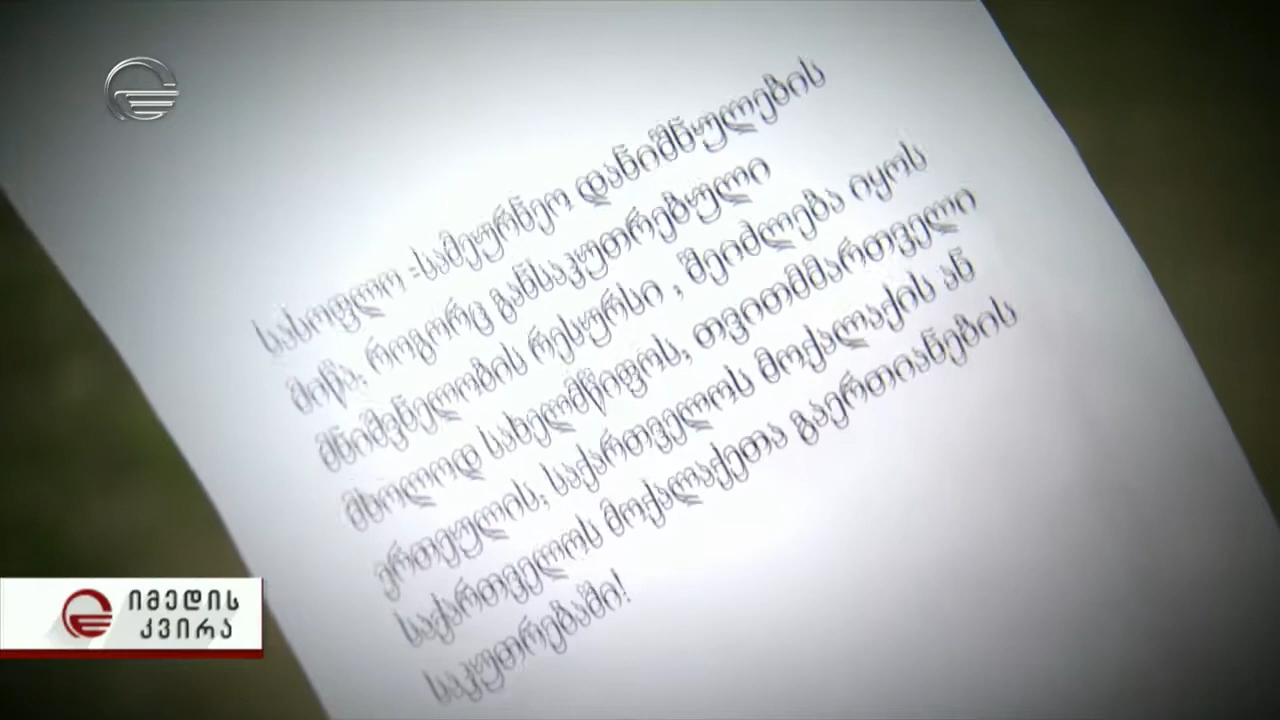 სასოფლო -სამეურნეო დანიშნულების
მიწა, როგორც განსაკუთრებული
მნიშვნელობის რესურსი , შეიძლება იყოს
მხოლოდ სახელმწიფოს, თვითმმართველი
ერთეულის, საქართველოს მოქალაქის ან
საქართველოს მოქალაქეთა გაერთიანების
საკუთრებაში!
იმედის
კვირა